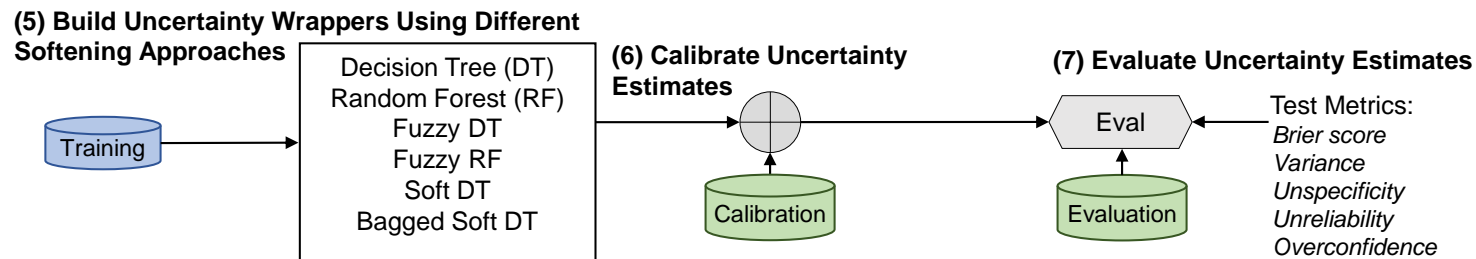 (5) Build Uncertainty Wrappers Using Different
Softening Approaches
Training
Decision Tree (DT)
Random Forest (RF)
Fuzzy DT
Fuzzy RF
Soft DT
Bagged Soft DT
(6) Calibrate Uncertainty
Estimates
Calibration
(7) Evaluate Uncertainty Estimates
Eval
Evaluation
Test Metrics:
Brier score
Variance
Unspecificity
Unreliability
Overconfidence